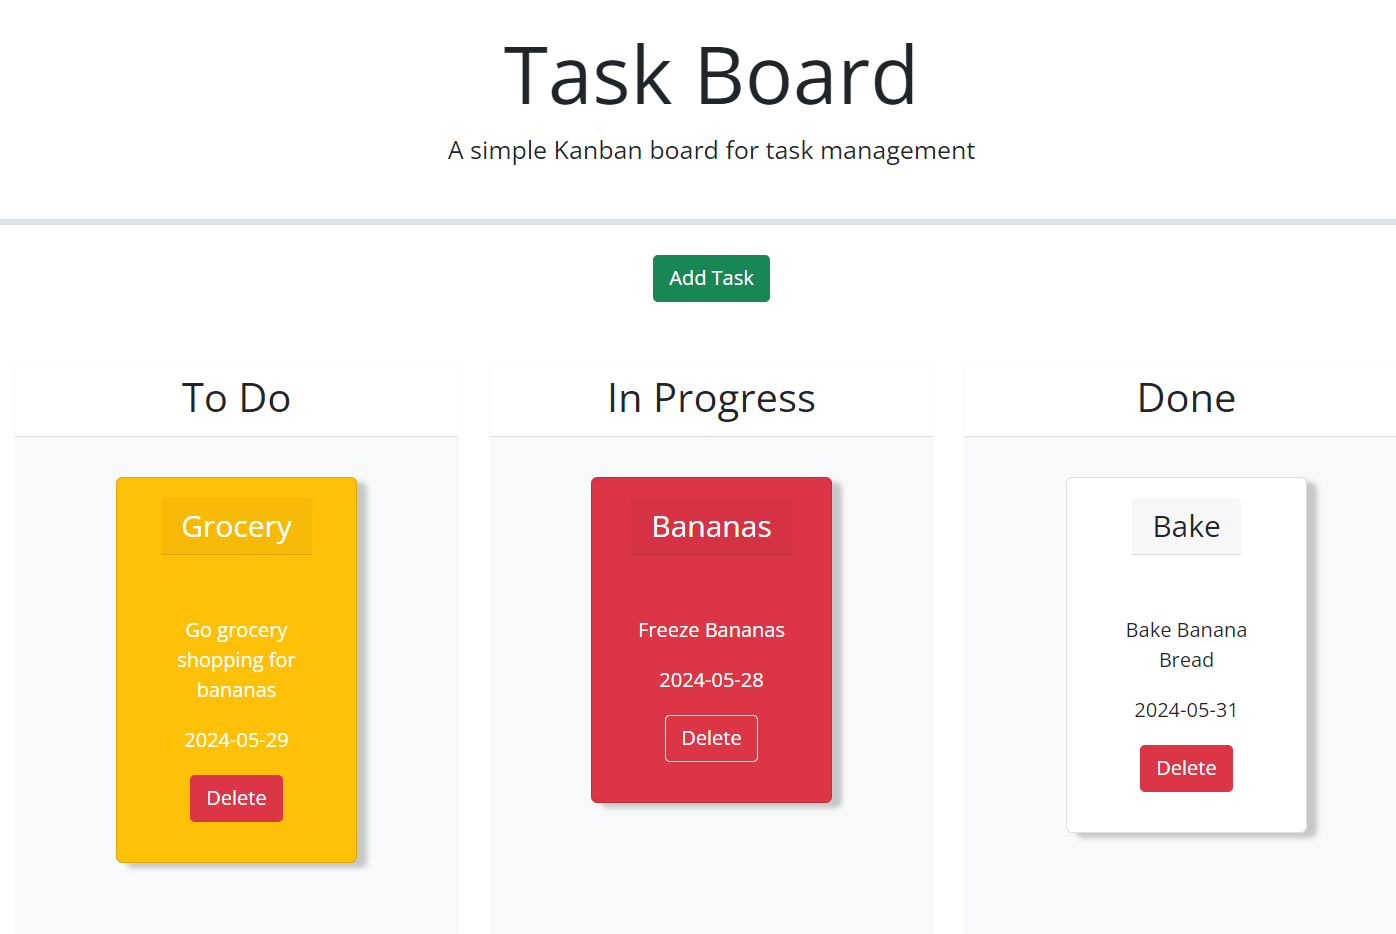 Task Board
A simple Kanban board for task management
Add Task
To Do
Grocery
Go grocery
shopping for
bananas
2024-05-29
Delete
In Progress
Bananas
Freeze Bananas
2024-05-28
Delete
Done
Bake
Bake Banana
Bread
2024-05-31
Delete